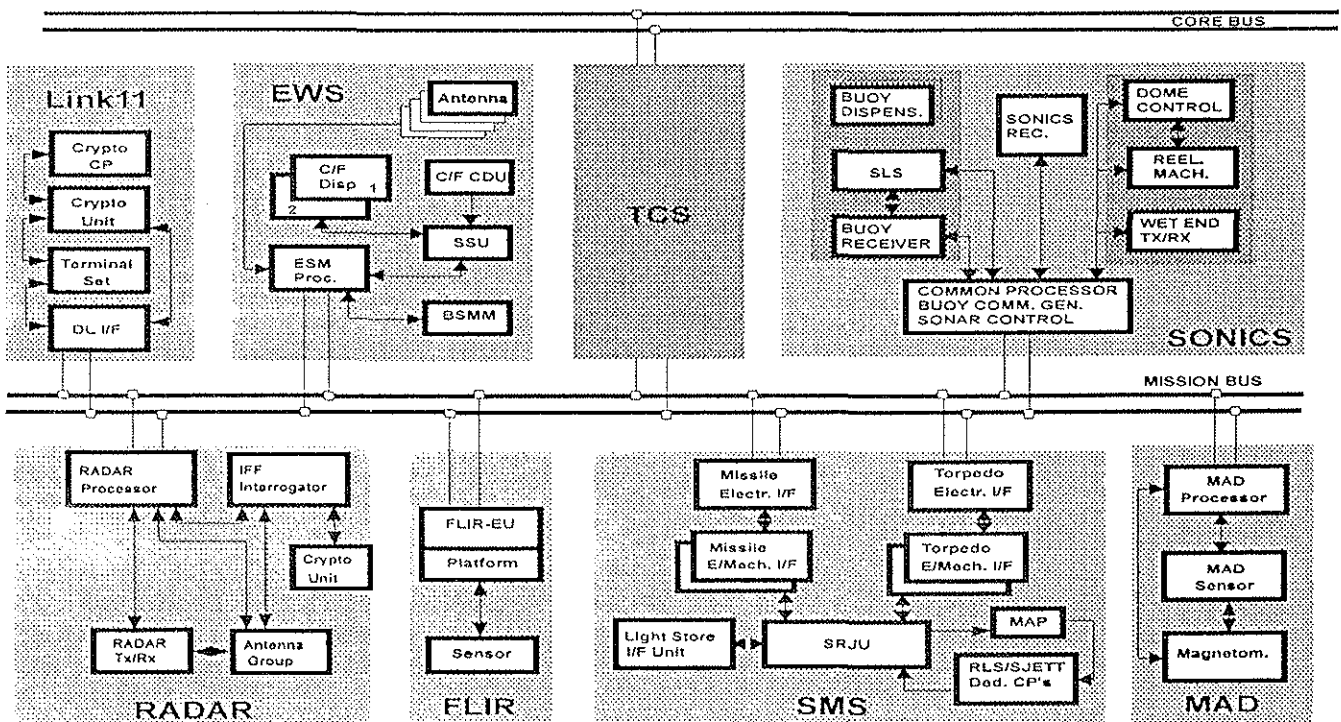 CORE BUS
Link11
Crypto
CP
Crypto
Unit
Terminal
Set
DL I/F
EWS
Antenna
C/F
Disp
1
2
C/F CDU
SSU
ESM
Proc.
BSMM
TCS
BUOY
DISPENS.
SLS
BUOY
RECEIVER
SONICS
REC.
DOME
CONTROL
REEL.
MACH.
WET END
TX/RX
COMMON PROCESSOR
BUOY COMM. GEN.
SONAR CONTROL
SONICS
MISSION BUS
RADAR
Processor
IFF
Interrogator
Crypto
Unit
RADAR
Tx/Rx
Antenna
Group
RADAR
FLIR-EU
Platform
Sensor
FLIR
Missile
Electr. I/F
Missile
E/Mech. I/F
Torpedo
Electr. I/F
Torpedo
E/Mech. I/F
Light Store
I/F Unit
SRJU
MAP
RLS/SJETT
Ded. CP's
SMS
MAD
Processor
MAD
Sensor
Magnetom.
MAD